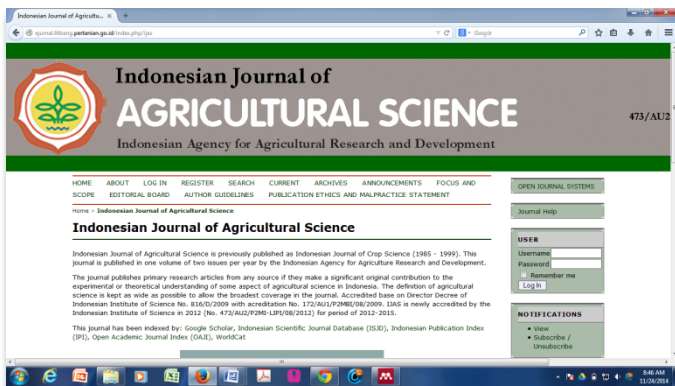 Indonesian Journal of Agricultu...
ejurnal.litbang.pertanian.go.id/index.php/ijas
Google
Indonesian Journal of
AGRICULTURAL SCIENCE
Indonesian Agency for Agricultural Research and Development
473/AU2
HOME ABOUT LOG IN REGISTER SEARCH CURRENT ARCHIVES ANNOUNCEMENTS FOCUS AND
SCOPE EDITORIAL BOARD AUTHOR GUIDELINES PUBLICATION ETHICS AND MALPRACTICE STATEMENT
Home > Indonesian Journal of Agricultural Science
Indonesian Journal of Agricultural Science
Indonesian Journal of Agricultural Science is previously published as Indonesian Journal of Crop Science (1985 - 1999). This
journal is published in one volume of two issues per year by the Indonesian Agency for Agriculture Research and Development.
The journal publishes primary research articles from any source if they make a significant original contribution to the
experimental or theoretical understanding of some aspect of agricultural science in Indonesia. The definition of agricultural
science is kept as wide as possible to allow the broadest coverage in the journal. Accredited base on Director Decree of
Indonesian Institute of Science No. 816/D/2009 with acreditation No. 172/AU1/P2MBI/08/2009. IJAS is newly accredited by the
Indonesian Institute of Science in 2012 (No. 473/AU2/P2MI-LIPI/08/2012) for period of 2012-2015.
This journal has been indexed by: Google Scholar, Indonesian Scientific Journal Database (ISJD), Indonesian Publication Index
(IPI), Open Academic Journal Index (OAJI), WorldCat
OPEN JOURNAL SYSTEMS
Journal Help
USER
Username
Password
Remember me
Log In
NOTIFICATIONS
View
Subscribe /
Unsubscribe
8:46 AM
11/24/2014